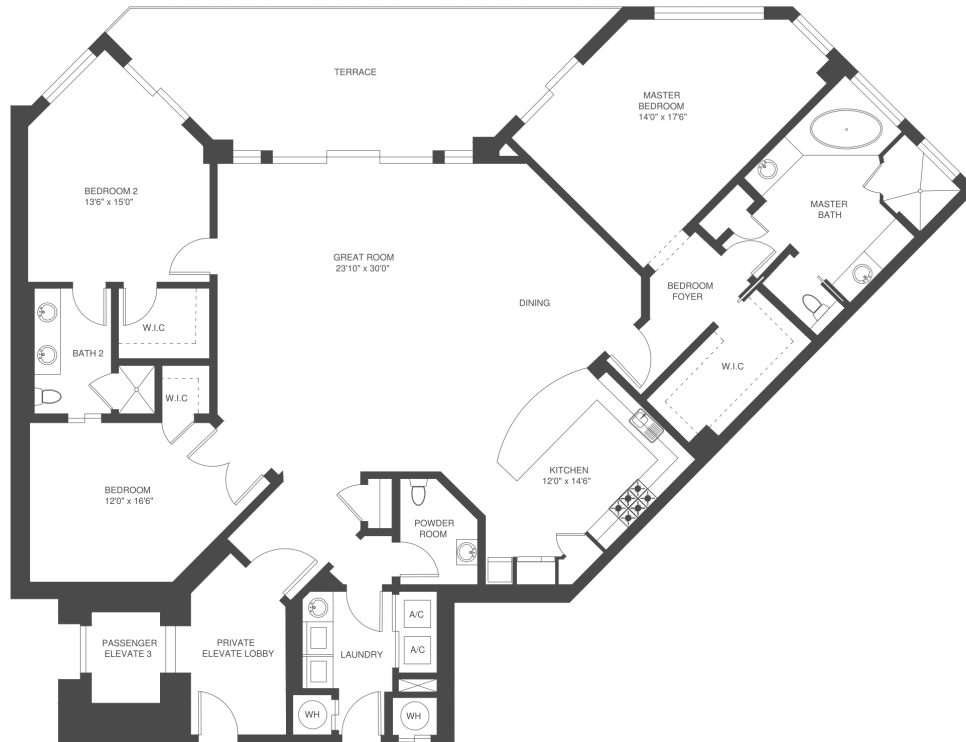 TERRACE
MASTER
BEDROOM
14'0" x 17'6"
BEDROOM 2
13'6" x 15'0"
MASTER
BATH
GREAT ROOM
23'10" x 30'0"
BEDROOM
FOYER
DINING
W.I.C
BATH 2
W.I.C
W.I.C
KITCHEN
12'0" x 14'6"
BEDROOM
12'0" x 16'6"
POWDER
ROOM
A/C
A/C
PASSENGER
ELEVATE 3
PRIVATE
ELEVATE LOBBY
LAUNDRY
WH
WH